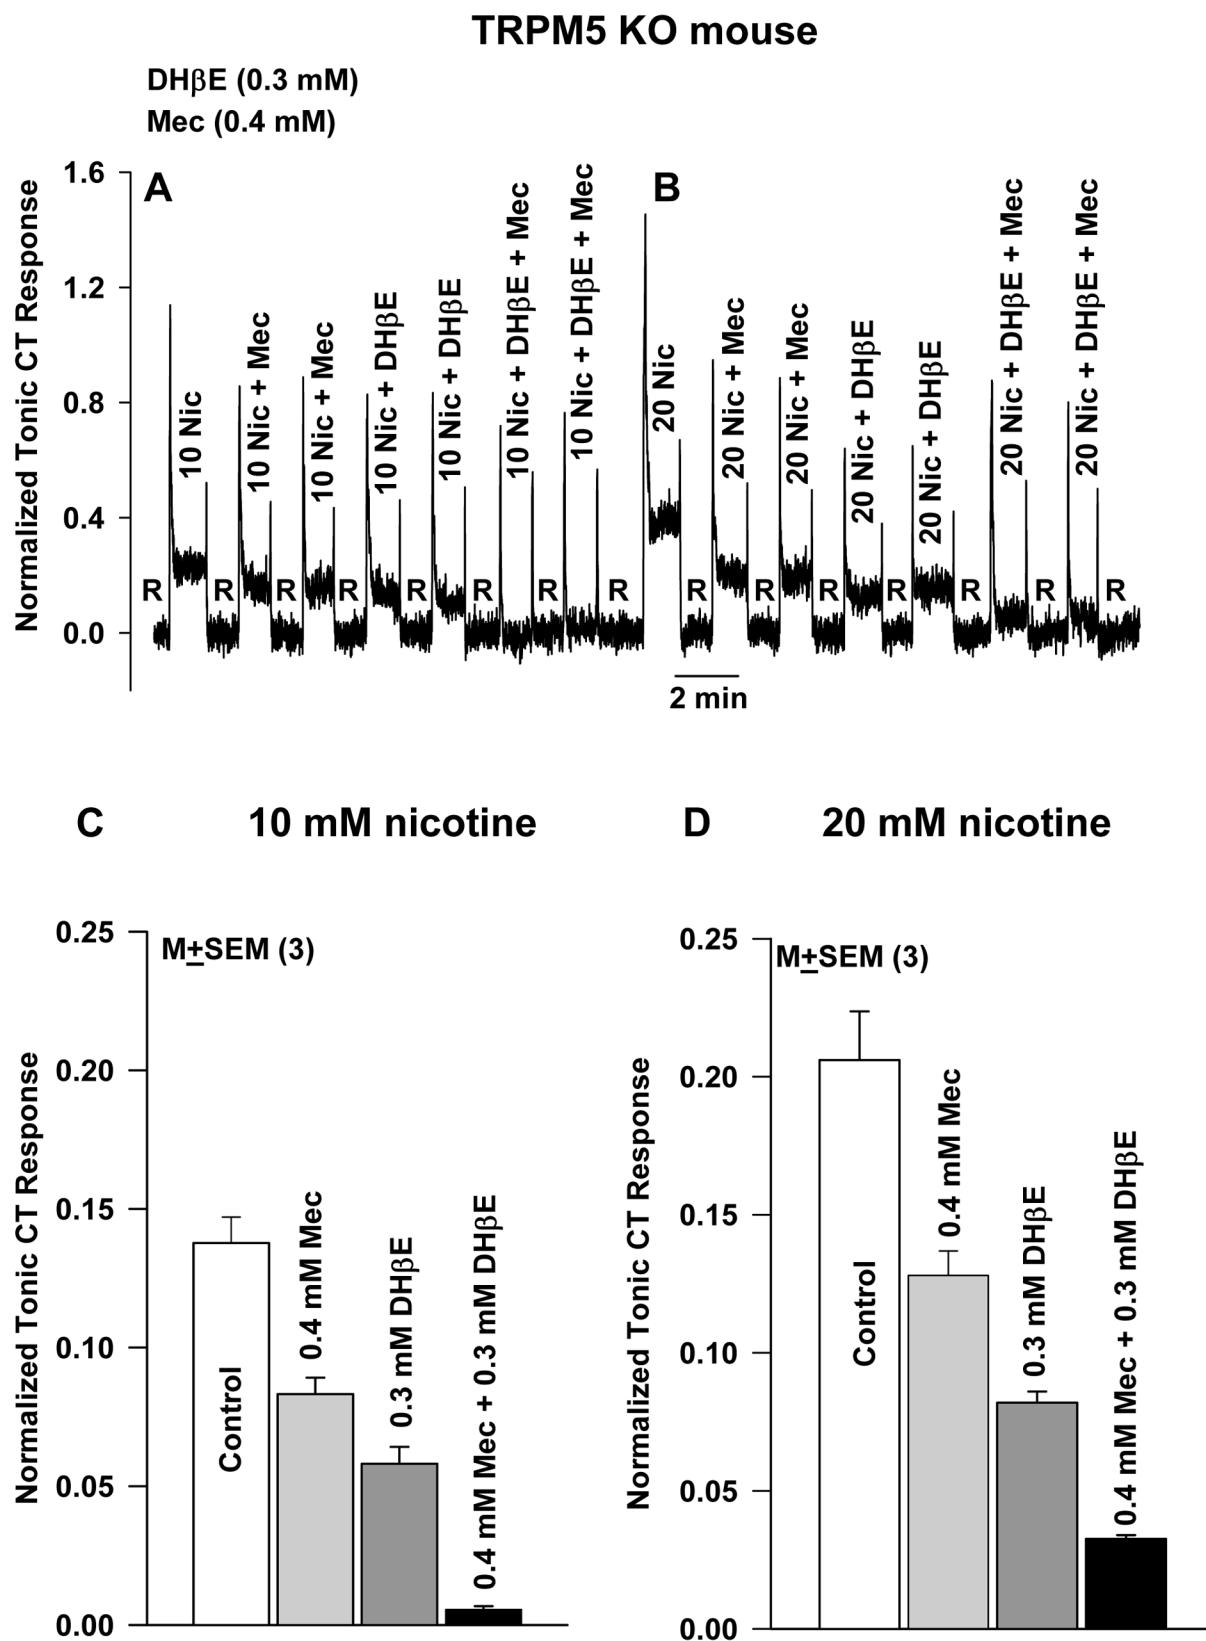 TRPM5 KO mouse
DHβE (0.3 mM)
Mec (0.4 mM)
Normalized Tonic CT Response
1.6
1.2
0.8
0.4
0.0
A
R
10 Nic
R
10 Nic + Mec
R
10 Nic + Mec
R
10 Nic + DHβE
R
10 Nic + DHβE
R
10 Nic + DHβE + Mec
R
10 Nic + DHβE + Mec
R
B
20 Nic
R
20 Nic + Mec
R
20 Nic + Mec
R
20 Nic + DHβE
R
20 Nic + DHβE
R
20 Nic + DHβE + Mec
R
20 Nic + DHβE + Mec
R
2 min
C
10 mM nicotine
Normalized Tonic CT Response
0.25
0.20
0.15
0.10
0.05
0.00
M±SEM (3)
Control
0.4 mM Mec
0.3 mM DHβE
0.4 mM Mec + 0.3 mM DHβE
D
20 mM nicotine
Normalized Tonic CT Response
0.25
0.20
0.15
0.10
0.05
0.00
M±SEM (3)
Control
0.4 mM Mec
0.3 mM DHβE
0.4 mM Mec + 0.3 mM DHβE